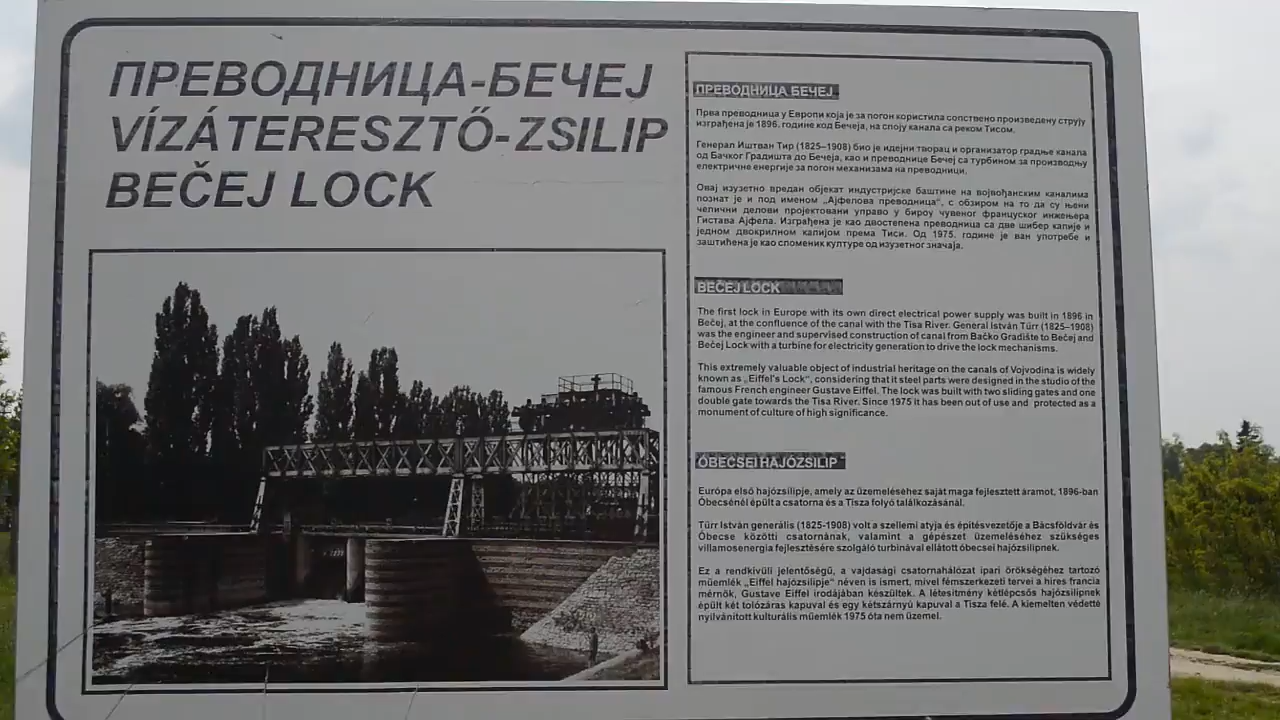 ПРЕВОДНИЦА-БЕЧЕЈ
VÍZÁTERESZTŐ-ZSILIP
BEČEJ LOCK
ПРЕВОДНИЦА БЕЧЕЈ
Прва преводница у Европи која је за погон користила сопствено произведену струју
изграђена је 1896. године код Бечеја, на споју канала са реком Тисом.
Генерал Иштван Тир (1825–1908) био је идејни творац и организатор градње канала
од Бачког Градишта до Бечеја, као и преводнице Бечеј са турбином за производњу
електричне енергије за погон механизама на преводници.
Овај изузетно вредан објекат индустријске баштине на војвођанским каналима
познат је и под именом „Ајфелова преводница", с обзиром на то да су њени
челични делови пројектовани управо у бироу чувеног француског инжењера
Гистава Ајфела. Изграђена је као двостепена преводница са две шибер капије и
једном двокрилном капијом према Тиси. Од 1975. године је ван употребе и
заштићена је као споменик културе од изузетног значаја.
BEČEJ LOCK
The first lock in Europe with its own direct electrical power supply was built in 1896 in
Bečej, at the confluence of the canal with the Tisa River. General István Türr (1825–1908)
was the engineer and supervised construction of canal from Bačko Gradište to Bečej and
Bečej Lock with a turbine for electricity generation to drive the lock mechanisms.
This extremely valuable object of industrial heritage on the canals of Vojvodina is widely
known as „Eiffel's Lock", considering that it steel parts were designed in the studio of the
famous French engineer Gustave Eiffel. The lock was built with two sliding gates and one
double gate towards the Tisa River. Since 1975 it has been out of use and protected as a
monument of culture of high significance.
ÓBECSEI HAJÓZSILIP
Európa első hajózsilipje, amely az üzemeléséhez saját maga fejlesztett áramot, 1896-ban
Óbecsénél épült a csatorna és a Tisza folyó találkozásánál.
Türr István generális (1825-1908) volt a szellemi atyja és építésvezetője a Bácsföldvár és
Óbecse közötti csatornának, valamint a gépészet üzemeléséhez szükséges
villamosenergia fejlesztésére szolgáló turbinával ellátott óbecsei hajózsilipnek.
Ez a rendkívüli jelentőségű, a vajdasági csatornahálózat ipari örökségéhez tartozó
műemlék „Eiffel hajózsilipje" néven is ismert, mivel fémszerkezeti tervei a híres francia
mérnök, Gustave Eiffel irodájában készültek. A létesítmény kétlépcsős hajózsilipnek
épült két tolózáras kapuval és egy kétszárnyú kapuval a Tisza felé. A kiemelten védetté
nyilvánított kulturális műemlék 1975 óta nem üzemel.